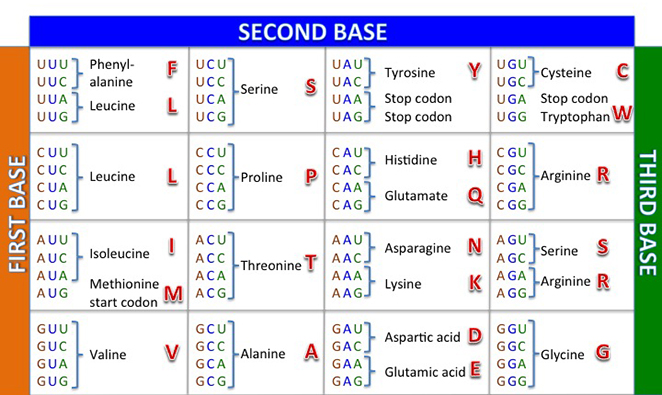 SECOND BASE
FIRST BASE
THIRD BASE
UUU Phenyl-
UUC alanine F
UUA Leucine L
UUG
UCU
UCC Serine S
UCA
UCG
UAU Tyrosine Y
UAC
UAA Stop codon
UAG Stop codon
UGU Cysteine C
UGC
UGA Stop codon
UGG Tryptophan W
CUU
CUC Leucine L
CUA
CUG
CCU
CCC Proline P
CCA
CCG
CAU Histidine H
CAC
CAA Glutamate Q
CAG
CGU
CGC Arginine R
CGA
CGG
AUU
AUC Isoleucine I
AUA
AUG Methionine
start codon M
ACU
ACC Threonine T
ACA
ACG
AAU Asparagine N
AAC
AAA Lysine K
AAG
AGU Serine S
AGC
AGA Arginine R
AGG
GUU
GUC Valine V
GUA
GUG
GCU
GCC Alanine A
GCA
GCG
GAU Aspartic acid D
GAC
GAA Glutamic acid E
GAG
GGU
GGC Glycine G
GGA
GGG